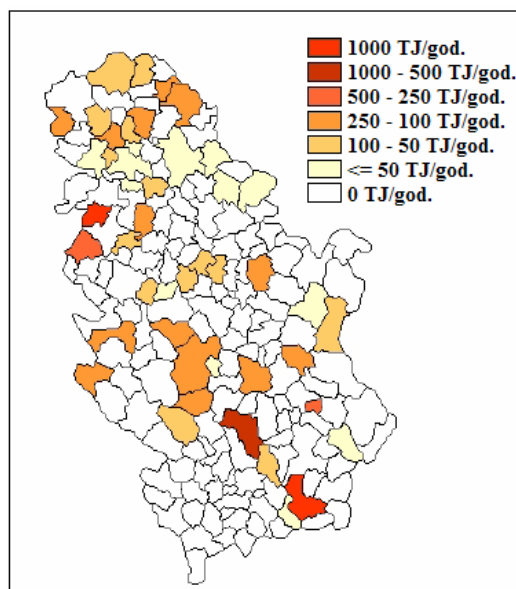 1000 TJ/god.
1000 - 500 TJ/god.
500 - 250 TJ/god.
250 - 100 TJ/god.
100 - 50 TJ/god.
<= 50 TJ/god.
0 TJ/god.